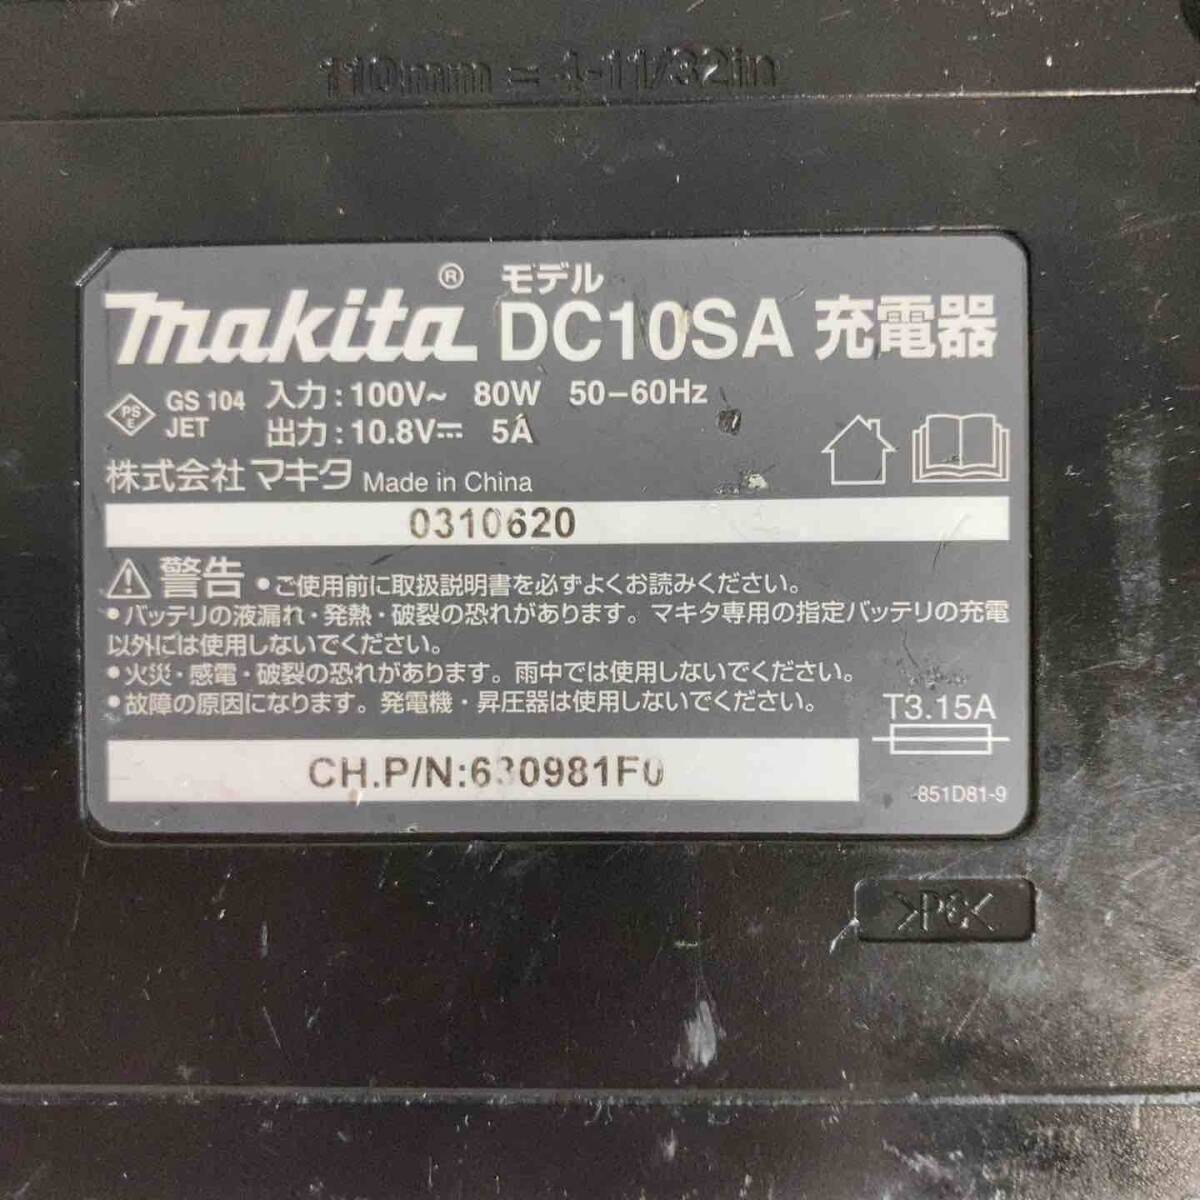 110mm = 4-11/32in
makita® モデル
DC10SA 充電器
PS
E
GS 104
JET
入力:100V~ 80W 50-60Hz
出力:10.8V⎓ 5A
株式会社 マキタ Made in China
0310620
⚠ 警告 •ご使用前に取扱説明書を必ずよくお読みください。
•バッテリの液漏れ・発熱・破裂の恐れがあります。マキタ専用の指定バッテリの充電
以外には使用しないでください。
•火災・感電・破裂の恐れがあります。雨中では使用しないでください。
•故障の原因になります。発電機・昇圧器は使用しないでください。
T3.15A
CH.P/N:630981F0
851D81-9
>PC<